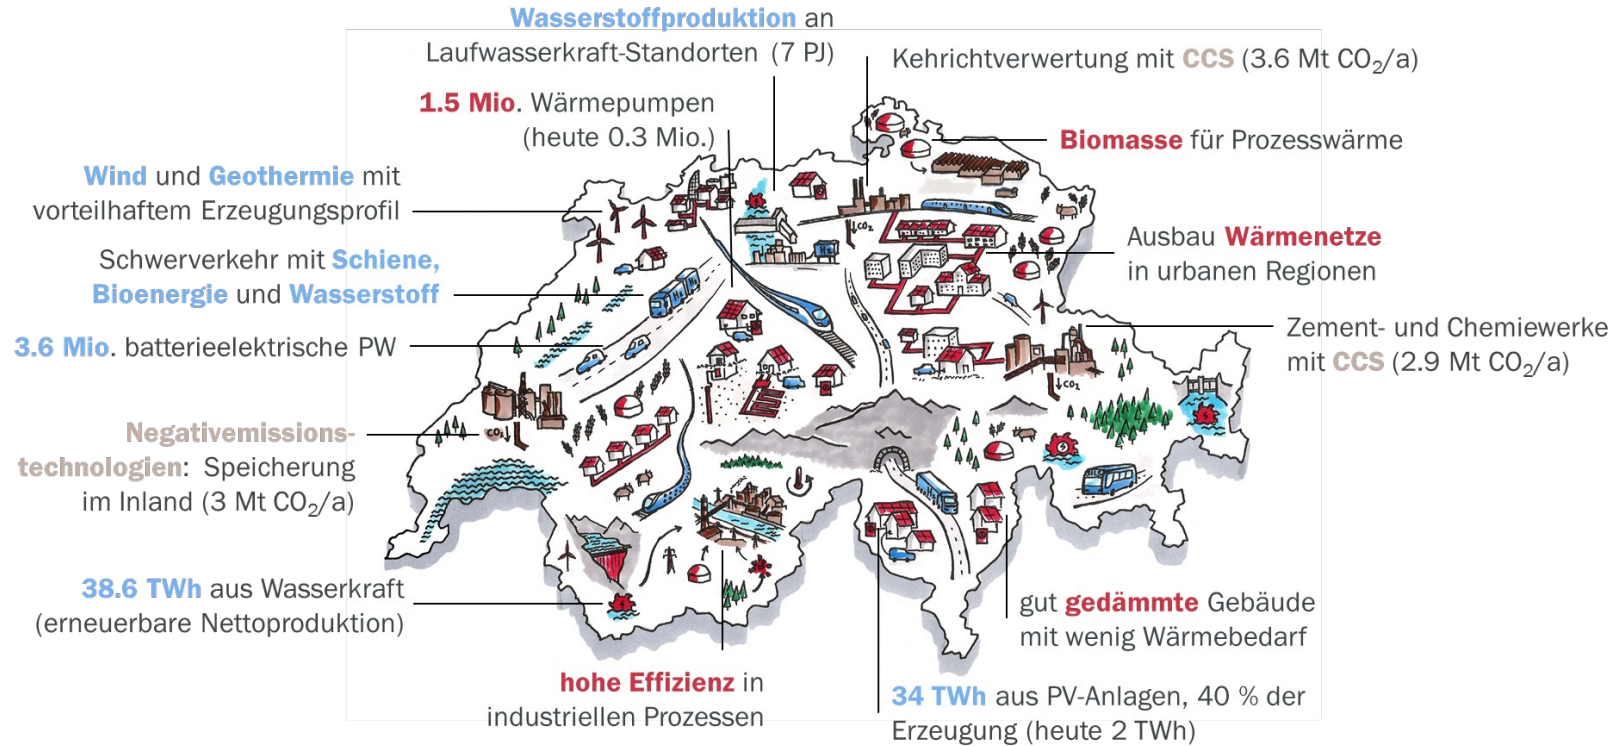 Wasserstoffproduktion an
Laufwasserkraft-Standorten (7 PJ)
Kehrichtverwertung mit CCS (3.6 Mt CO₂/a)
1.5 Mio. Wärmepumpen
(heute 0.3 Mio.)
Biomasse für Prozesswärme
Wind und Geothermie mit
vorteilhaftem Erzeugungsprofil
Ausbau Wärmenetze
in urbanen Regionen
Schwerverkehr mit Schiene,
Bioenergie und Wasserstoff
3.6 Mio. batterieelektrische PW
Zement- und Chemiewerke
mit CCS (2.9 Mt CO₂/a)
Negativemissions-
technologien: Speicherung
im Inland (3 Mt CO₂/a)
38.6 TWh aus Wasserkraft
(erneuerbare Nettoproduktion)
gut gedämmte Gebäude
mit wenig Wärmebedarf
hohe Effizienz in
industriellen Prozessen
34 TWh aus PV-Anlagen, 40 % der
Erzeugung (heute 2 TWh)
CO₂
H₂
CO₂
CO₂